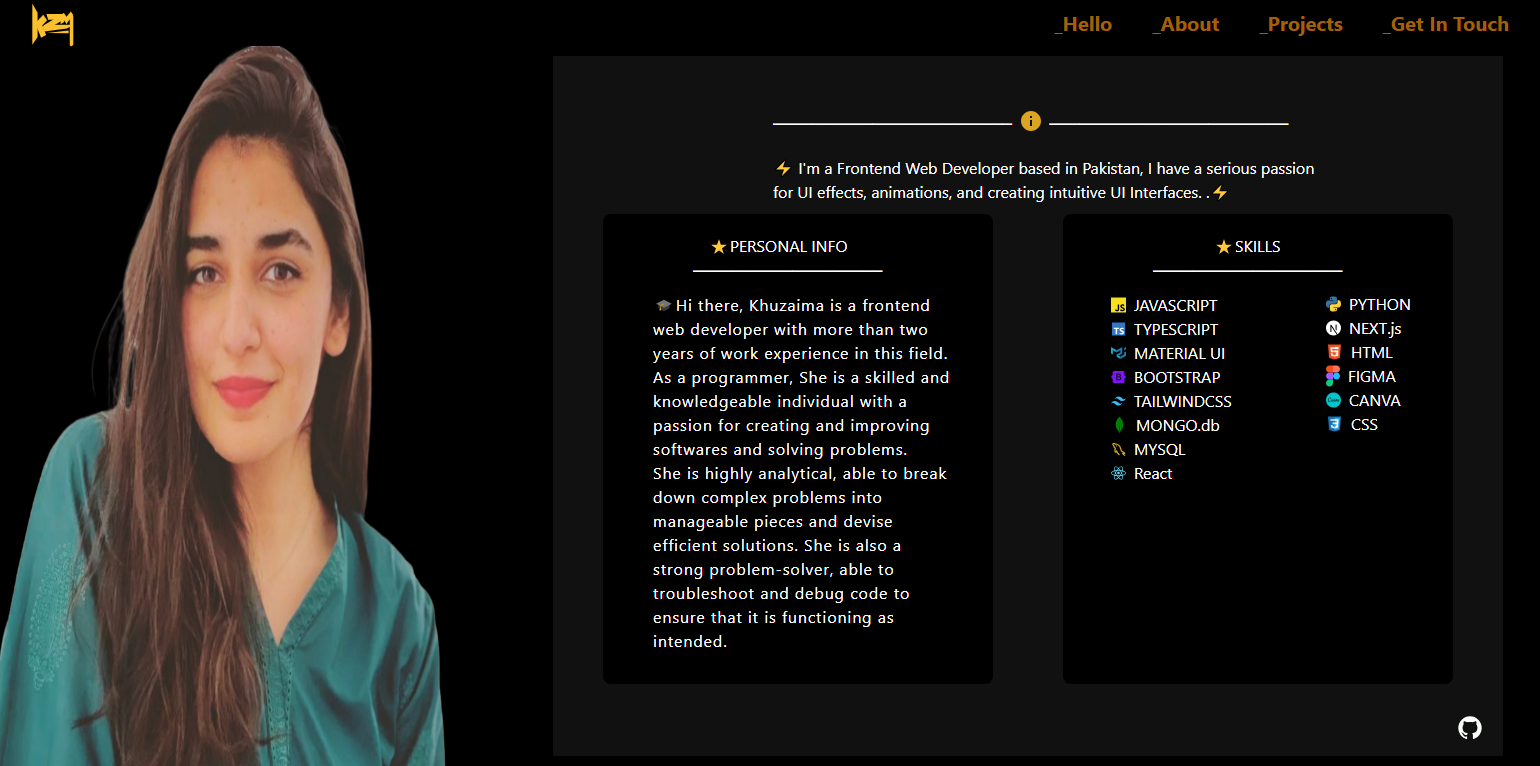 kzm
_Hello _About _Projects _Get In Touch
⚡ I'm a Frontend Web Developer based in Pakistan, I have a serious passion
for UI effects, animations, and creating intuitive UI Interfaces. .⚡
⭐ PERSONAL INFO
🎓Hi there, Khuzaima is a frontend
web developer with more than two
years of work experience in this field.
As a programmer, She is a skilled and
knowledgeable individual with a
passion for creating and improving
softwares and solving problems.
She is highly analytical, able to break
down complex problems into
manageable pieces and devise
efficient solutions. She is also a
strong problem-solver, able to
troubleshoot and debug code to
ensure that it is functioning as
intended.
⭐ SKILLS
JS JAVASCRIPT
TS TYPESCRIPT
MATERIAL UI
B BOOTSTRAP
TAILWINDCSS
MONGO.db
MYSQL
React
PYTHON
N NEXT.js
5 HTML
FIGMA
CANVA
3 CSS